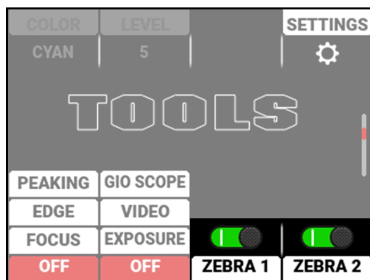 COLOR LEVEL SETTINGS
CYAN 5
TOOLS
PEAKING GIO SCOPE
EDGE VIDEO
FOCUS EXPOSURE
OFF OFF ZEBRA 1 ZEBRA 2